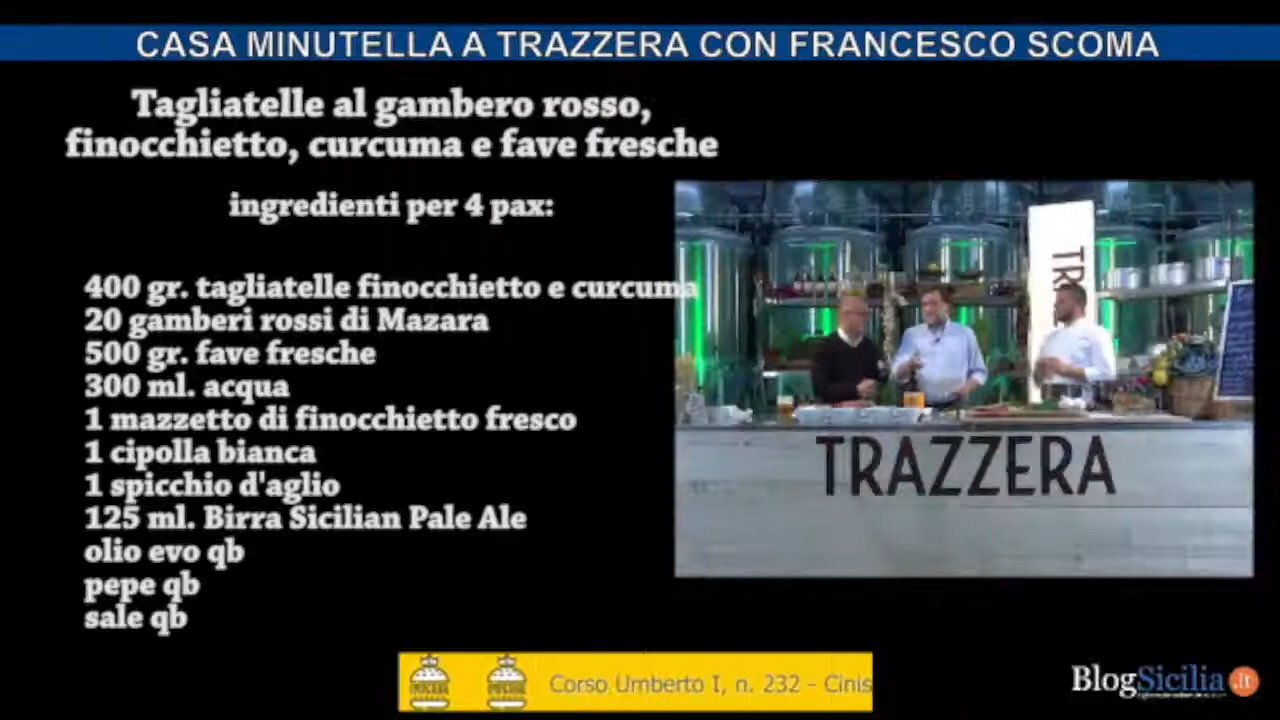 CASA MINUTELLA A TRAZZERA CON FRANCESCO SCOMA
Tagliatelle al gambero rosso,
finocchietto, curcuma e fave fresche
ingredienti per 4 pax:
400 gr. tagliatelle finocchietto e curcuma
20 gamberi rossi di Mazara
500 gr. fave fresche
300 ml. acqua
1 mazzetto di finocchietto fresco
1 cipolla bianca
1 spicchio d'aglio
125 ml. Birra Sicilian Pale Ale
olio evo qb
pepe qb
sale qb
TR
TRAZZERA
Corso Umberto I, n. 232 - Cinis
BlogSicilia.it